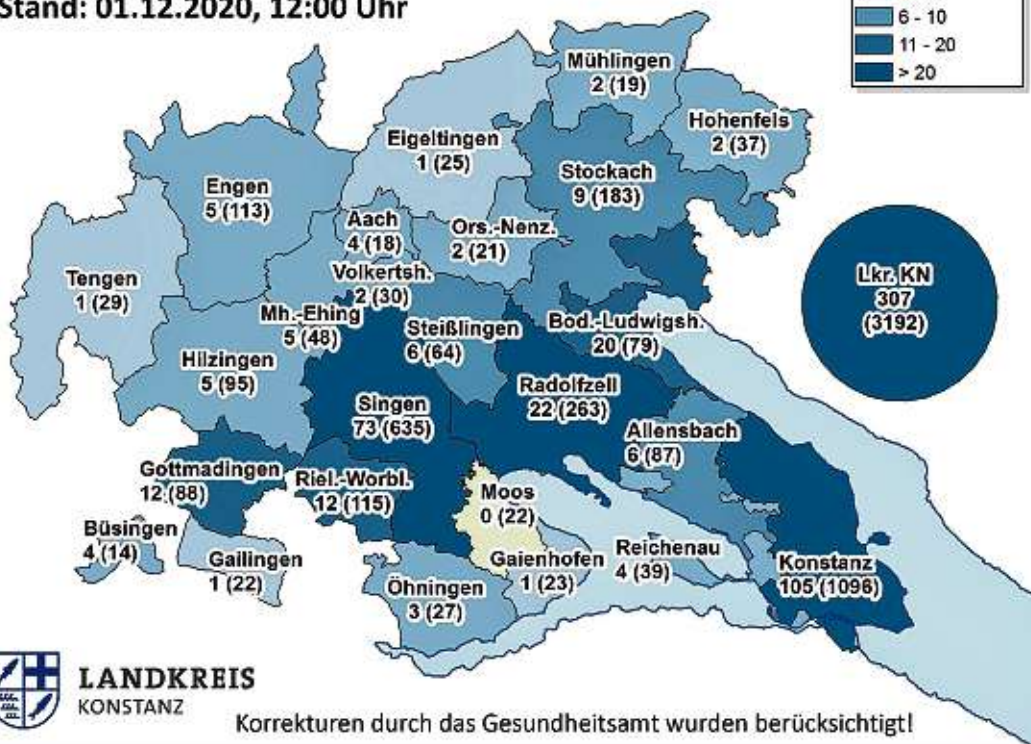 Stand: 01.12.2020, 12:00 Uhr
6 - 10
11 - 20
> 20
Mühlingen
2 (19)
Hohenfels
2 (37)
Eigeltingen
1 (25)
Stockach
9 (183)
Engen
5 (113)
Aach
4 (18)
Ors.-Nenz.
2 (21)
Tengen
1 (29)
Volkertsh.
2 (30)
Lkr. KN
307
(3192)
Mh.-Ehing
5 (48)
Steißlingen
6 (64)
Bod.-Ludwigsh.
20 (79)
Hilzingen
5 (95)
Singen
73 (635)
Radolfzell
22 (263)
Allensbach
6 (87)
Gottmadingen
12 (88)
Riel.-Worbl.
12 (115)
Moos
0 (22)
Büsingen
4 (14)
Gailingen
1 (22)
Gaienhofen
1 (23)
Reichenau
4 (39)
Konstanz
105 (1096)
Öhningen
3 (27)
LANDKREIS
KONSTANZ
Korrekturen durch das Gesundheitsamt wurden berücksichtigt!